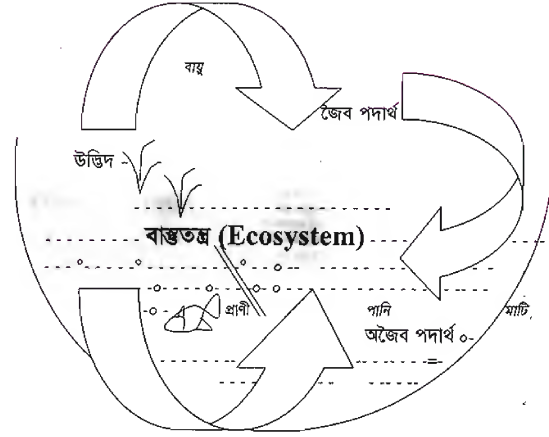 বায়ু
জৈব পদার্থ
উদ্ভিদ
বাস্তুতন্ত্র (Ecosystem)
প্রাণী
পানি
মাটি
অজৈব পদার্থ